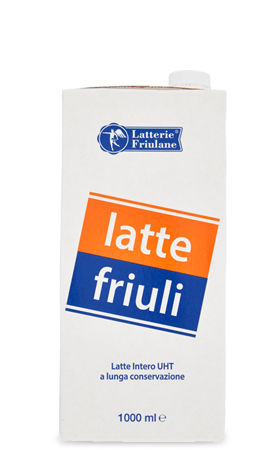 Latterie®
Friulane
latte
friuli
Latte Intero UHT
a lunga conservazione
1000 ml ℮